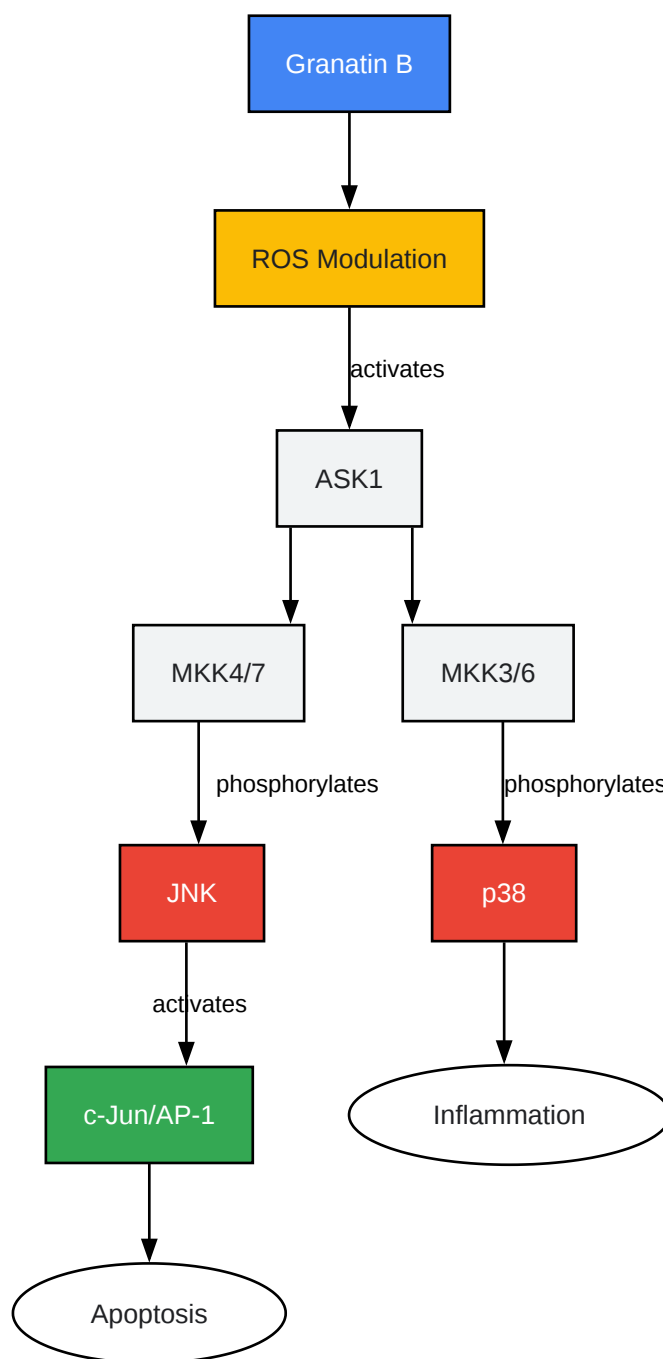 Granatin B
ROS Modulation
activates
ASK1
MKK4/7
MKK3/6
phosphorylates
phosphorylates
JNK
p38
activates
c-Jun/AP-1
Inflammation
Apoptosis